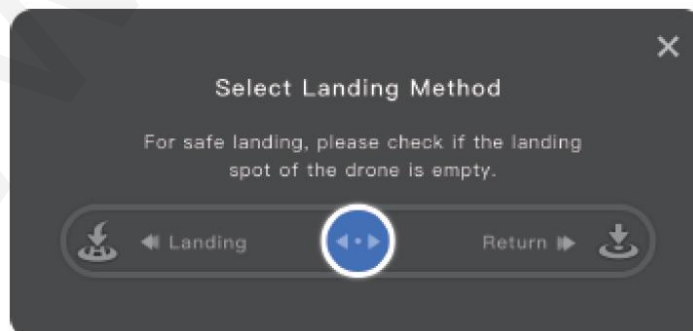 Select Landing Method
For safe landing, please check if the landing
spot of the drone is empty.
Landing Return